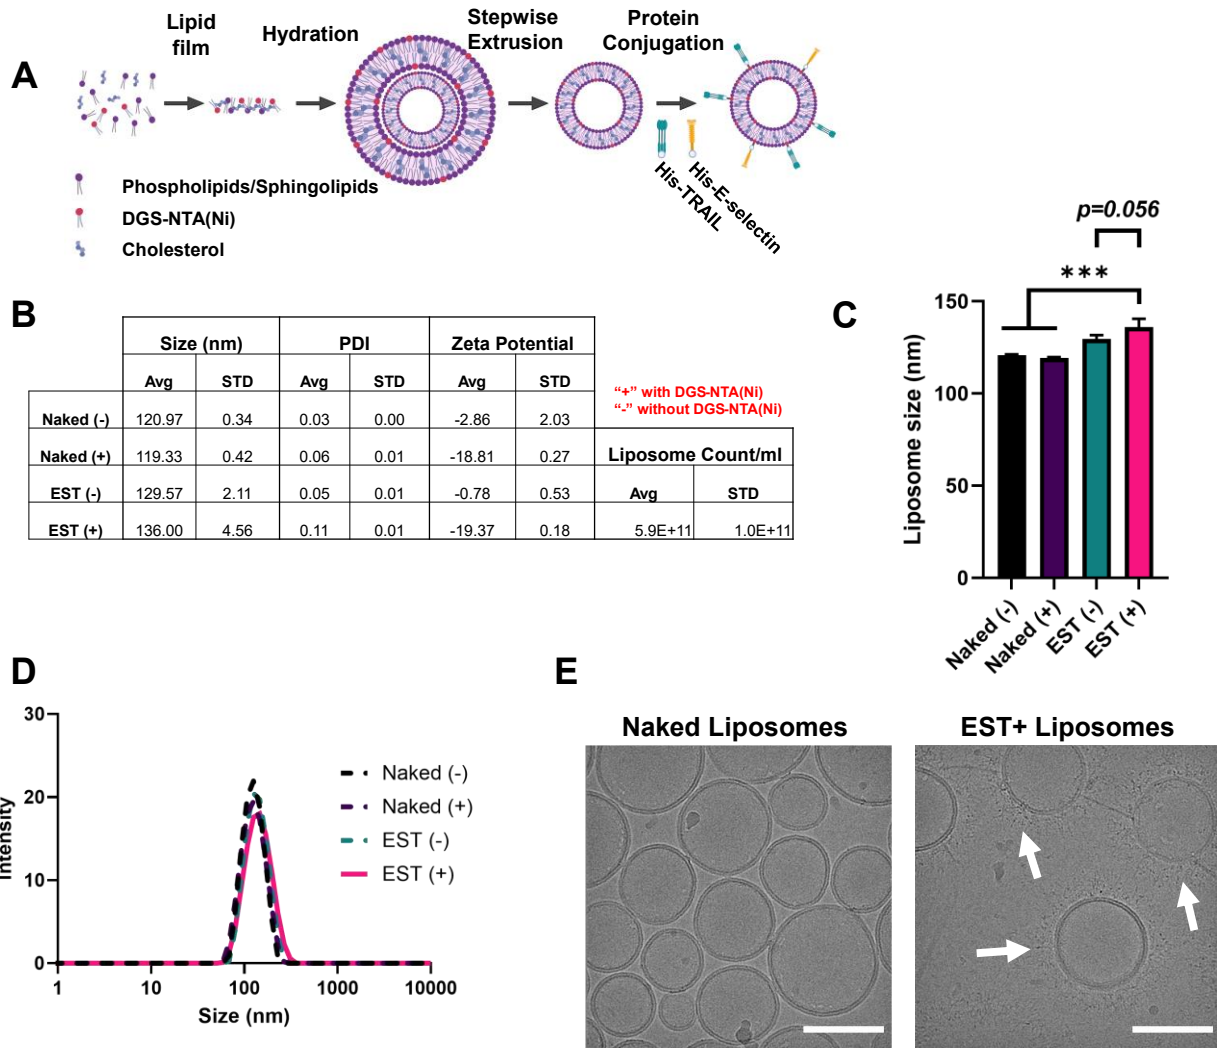 A
Lipid
film
Hydration
Stepwise
Extrusion
Protein
Conjugation
His-TRAIL
His-E-selectin
Phospholipids/Sphingolipids
DGS-NTA(Ni)
Cholesterol
B
Size (nm) PDI Zeta Potential
Avg STD Avg STD Avg STD
Naked (-) 120.97 0.34 0.03 0.00 -2.86 2.03
Naked (+) 119.33 0.42 0.06 0.01 -18.81 0.27 Liposome Count/ml
EST (-) 129.57 2.11 0.05 0.01 -0.78 0.53 Avg STD
EST (+) 136.00 4.56 0.11 0.01 -19.37 0.18 5.9E+11 1.0E+11
“+” with DGS-NTA(Ni)
“-” without DGS-NTA(Ni)
C
p=0.056
***
Liposome size (nm)
150
100
50
0
Naked (-)
Naked (+)
EST (-)
EST (+)
D
Intensity
30
20
10
0
1 10 100 1000 10000
Size (nm)
Naked (-)
Naked (+)
EST (-)
EST (+)
E
Naked Liposomes
EST+ Liposomes